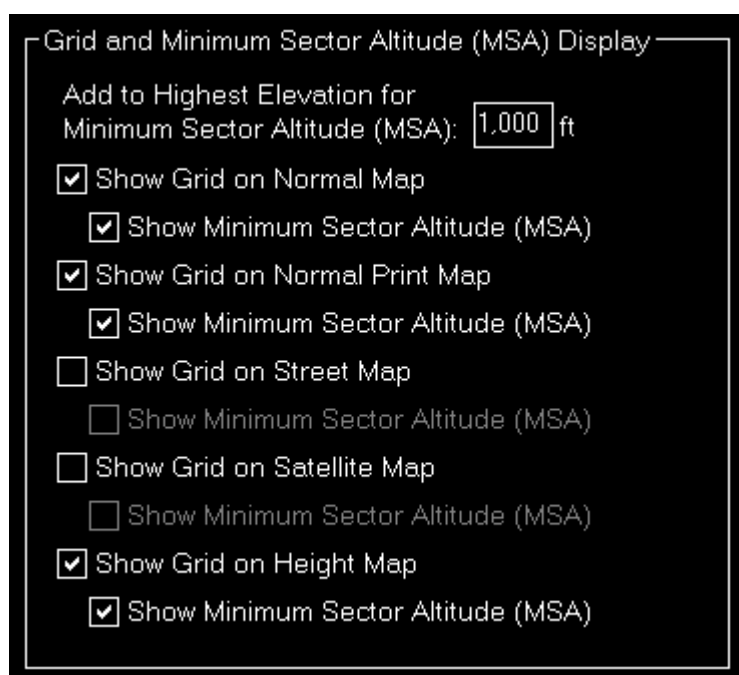 Grid and Minimum Sector Altitude (MSA) Display
Add to Highest Elevation for
Minimum Sector Altitude (MSA): 1,000 ft
Show Grid on Normal Map
Show Minimum Sector Altitude (MSA)
Show Grid on Normal Print Map
Show Minimum Sector Altitude (MSA)
Show Grid on Street Map
Show Minimum Sector Altitude (MSA)
Show Grid on Satellite Map
Show Minimum Sector Altitude (MSA)
Show Grid on Height Map
Show Minimum Sector Altitude (MSA)